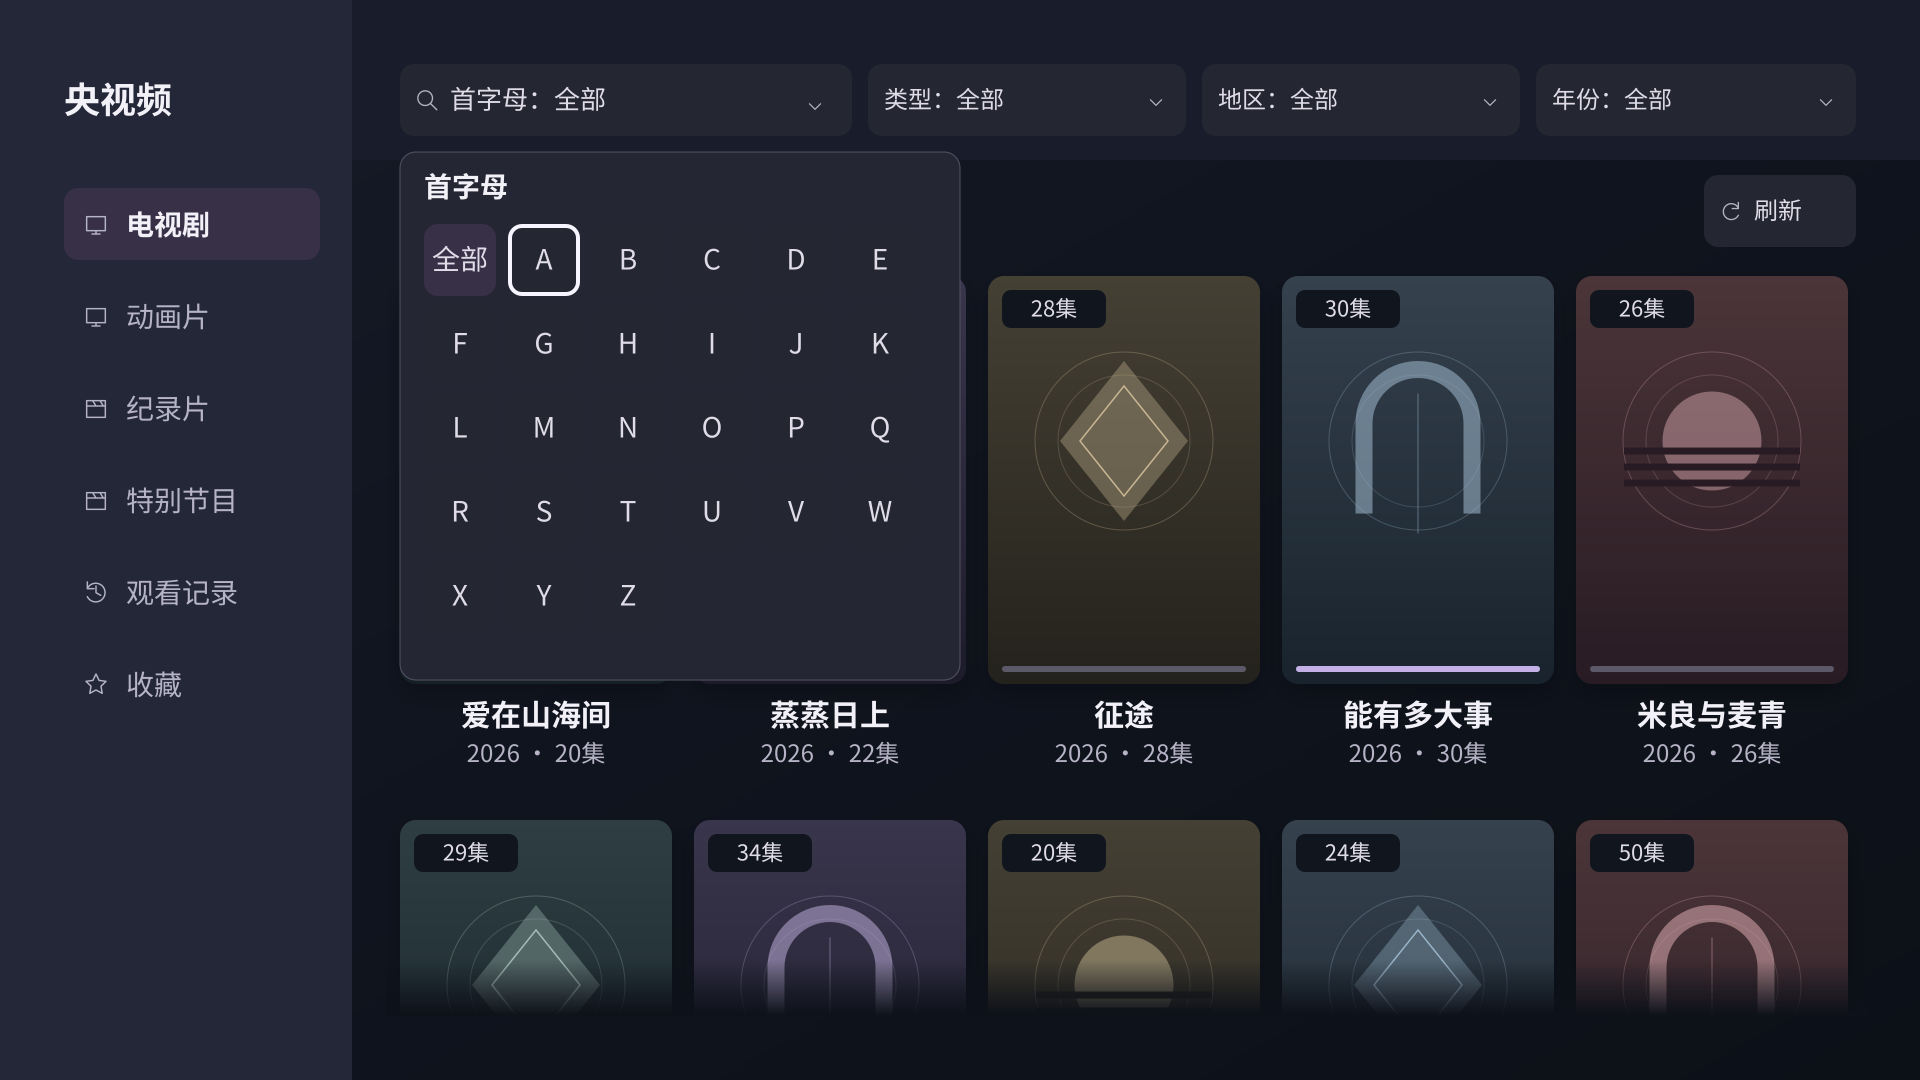 央视频
电视剧
动画片
纪录片
特别节目
观看记录
收藏
首字母：全部
类型：全部
地区：全部
年份：全部
首字母
全部 A B C D E
F G H I J K
L M N O P Q
R S T U V W
X Y Z
刷新
28集
30集
26集
爱在山海间
2026 · 20集
蒸蒸日上
2026 · 22集
征途
2026 · 28集
能有多大事
2026 · 30集
米良与麦青
2026 · 26集
29集
34集
20集
24集
50集